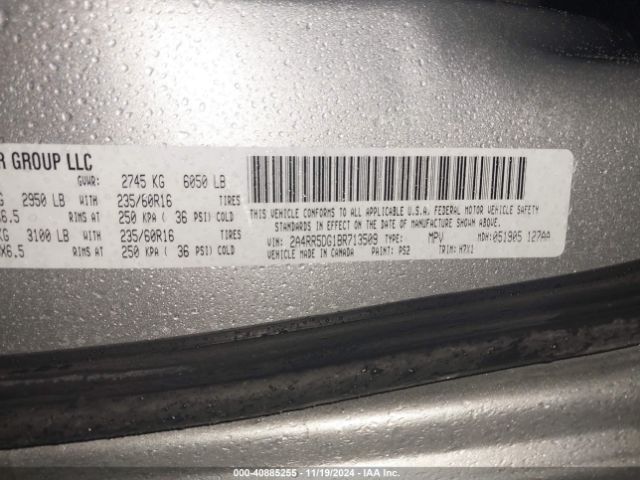 R GROUP LLC
GVWR: 2745 KG 6050 LB
G 2950 LB WITH 235/60R16 TIRES
6.5 RIMS AT 250 KPA ( 36 PSI) COLD
KG 3100 LB WITH 235/60R16 TIRES
X6.5 RIMS AT 250 KPA ( 36 PSI) COLD
THIS VEHICLE CONFORMS TO ALL APPLICABLE U.S.A. FEDERAL MOTOR VEHICLE SAFETY
STANDARDS IN EFFECT ON THE DATE OF MANUFACTURE SHOWN ABOVE.
VIN: 2A4RR5DG1BR713509 TYPE: MPV MDH: 051905 127AA
VEHICLE MADE IN CANADA PAINT: PS2 TRIM: H7X1
000-40885255 - 11/19/2024 - IAA Inc.